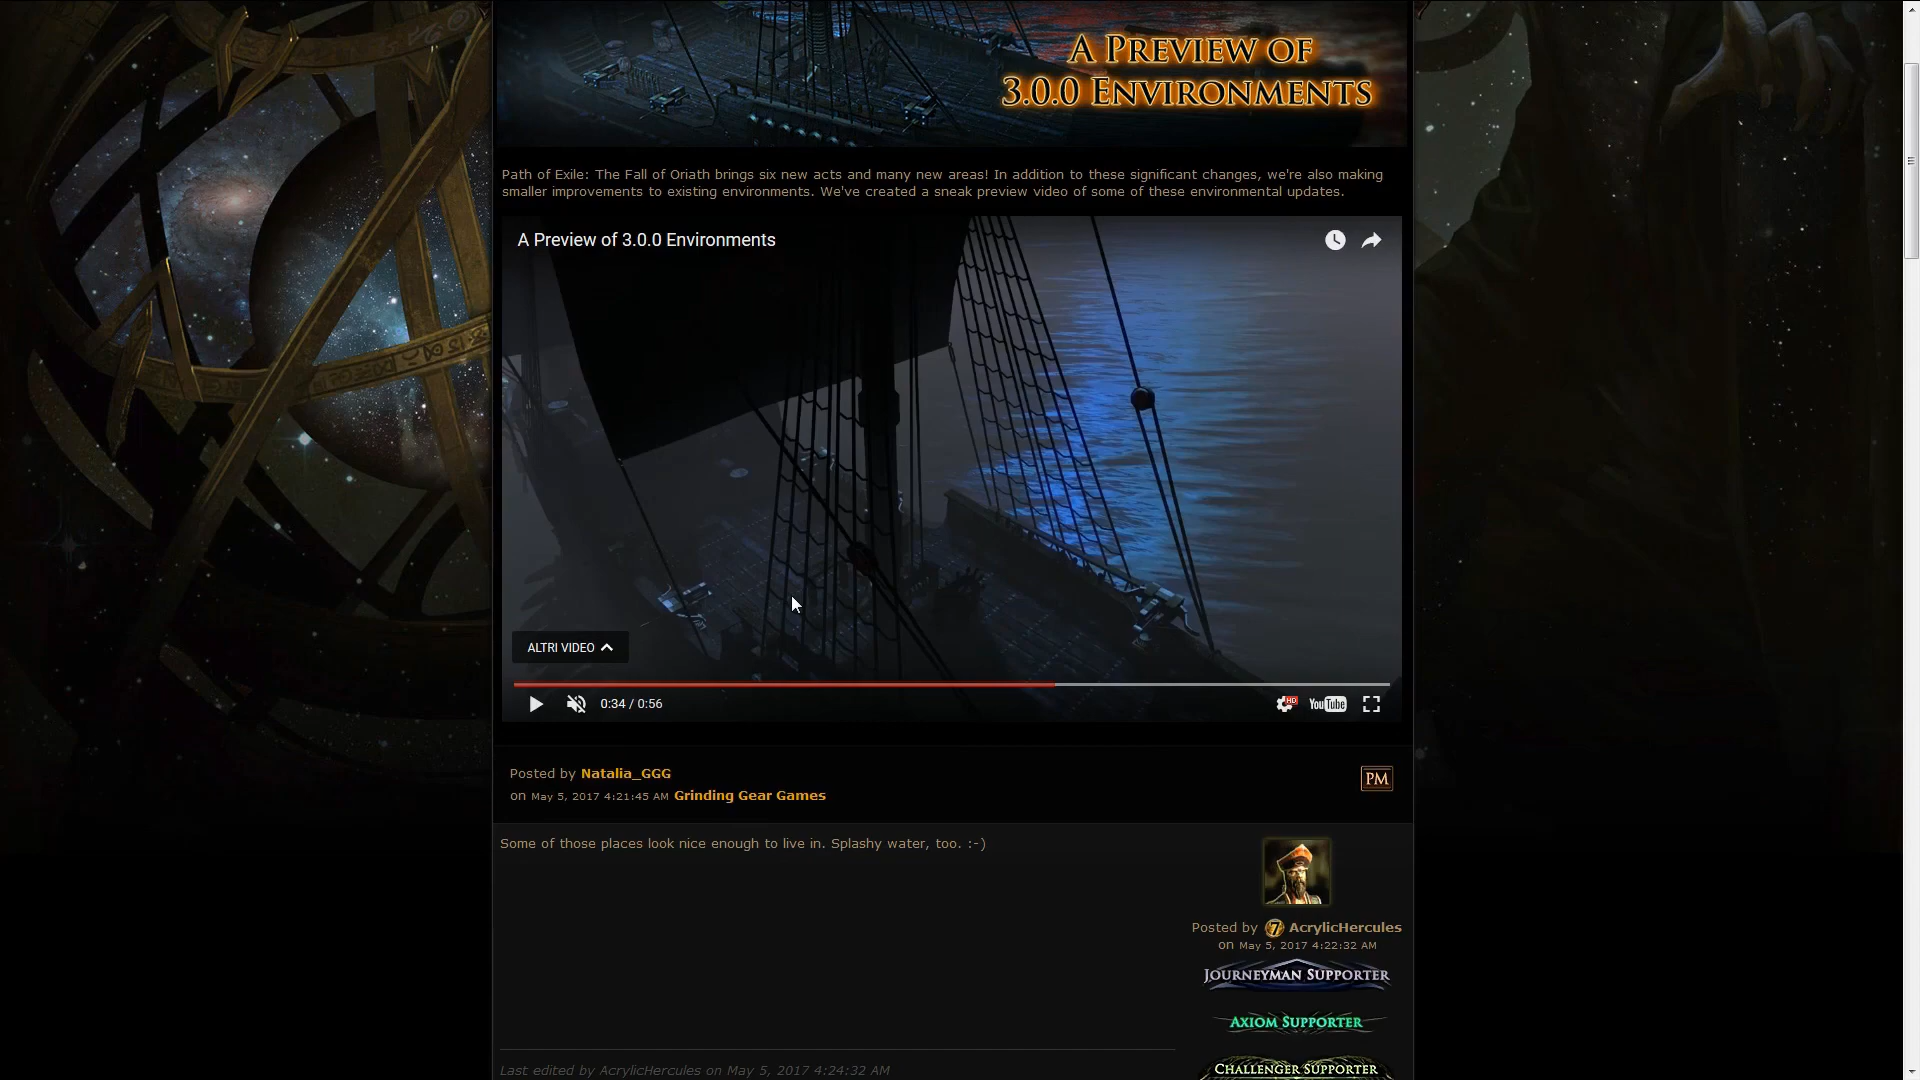 A Preview of
3.0.0 Environments
Path of Exile: The Fall of Oriath brings six new acts and many new areas! In addition to these significant changes, we're also making
smaller improvements to existing environments. We've created a sneak preview video of some of these environmental updates.
A Preview of 3.0.0 Environments
ALTRI VIDEO
0:34 / 0:56
HD
YouTube
Posted by Natalia_GGG
on May 5, 2017 4:21:45 AM Grinding Gear Games
PM
Some of those places look nice enough to live in. Splashy water, too. :-)
Posted by 7 AcrylicHercules
on May 5, 2017 4:22:32 AM
Journeyman Supporter
Axiom Supporter
Challenger Supporter
Last edited by AcrylicHercules on May 5, 2017 4:24:32 AM